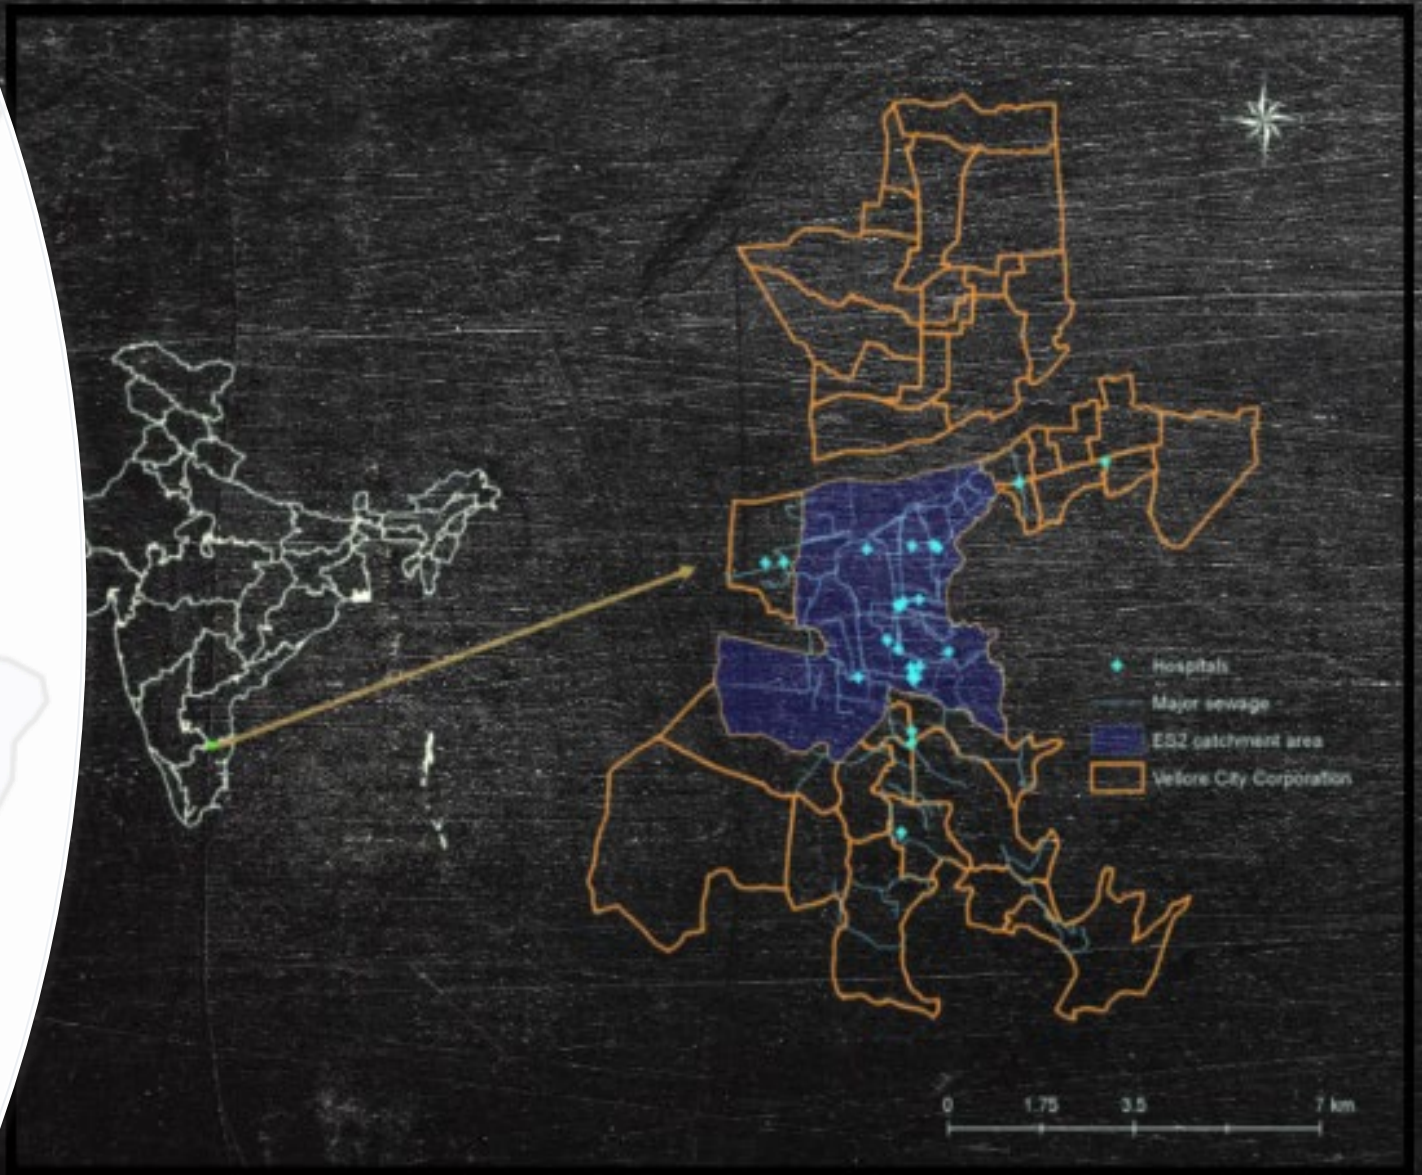 Hospitals
Major sewage
ES2 catchment area
Vellore City Corporation
0 1.75 3.5 7 km